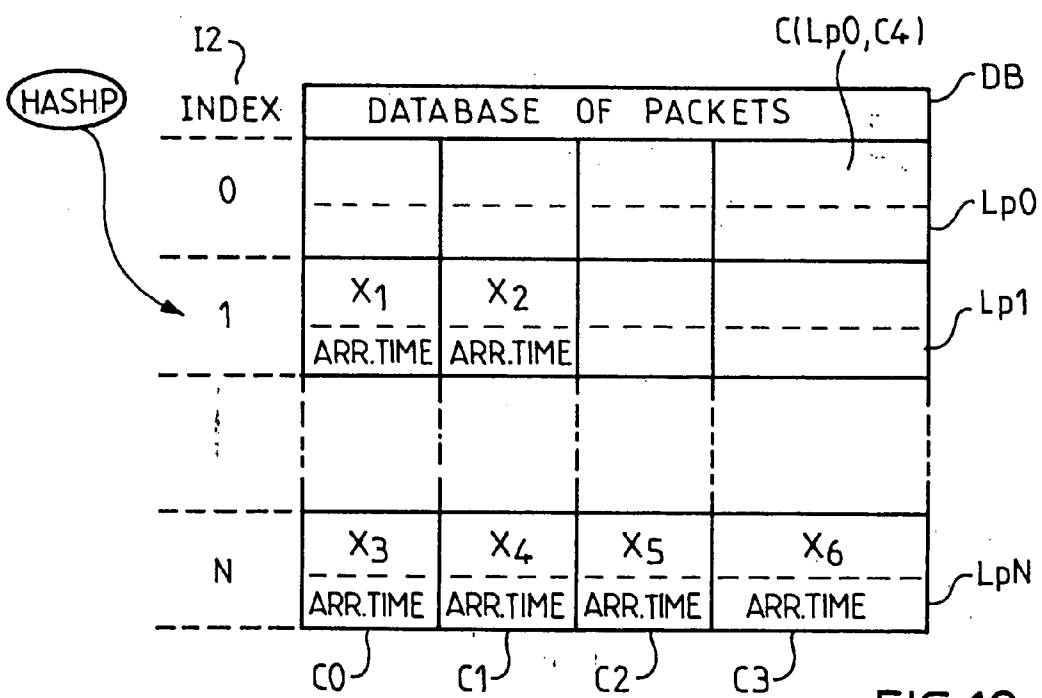 I2
C(Lp0,C4)
HASHP
INDEX
DATABASE OF PACKETS
DB
0
Lp0
1
X1
X2
Lp1
ARR.TIME ARR.TIME
N
X3
X4
X5
X6
LpN
ARR.TIME ARR.TIME ARR.TIME ARR.TIME
C0
C1
C2
C3